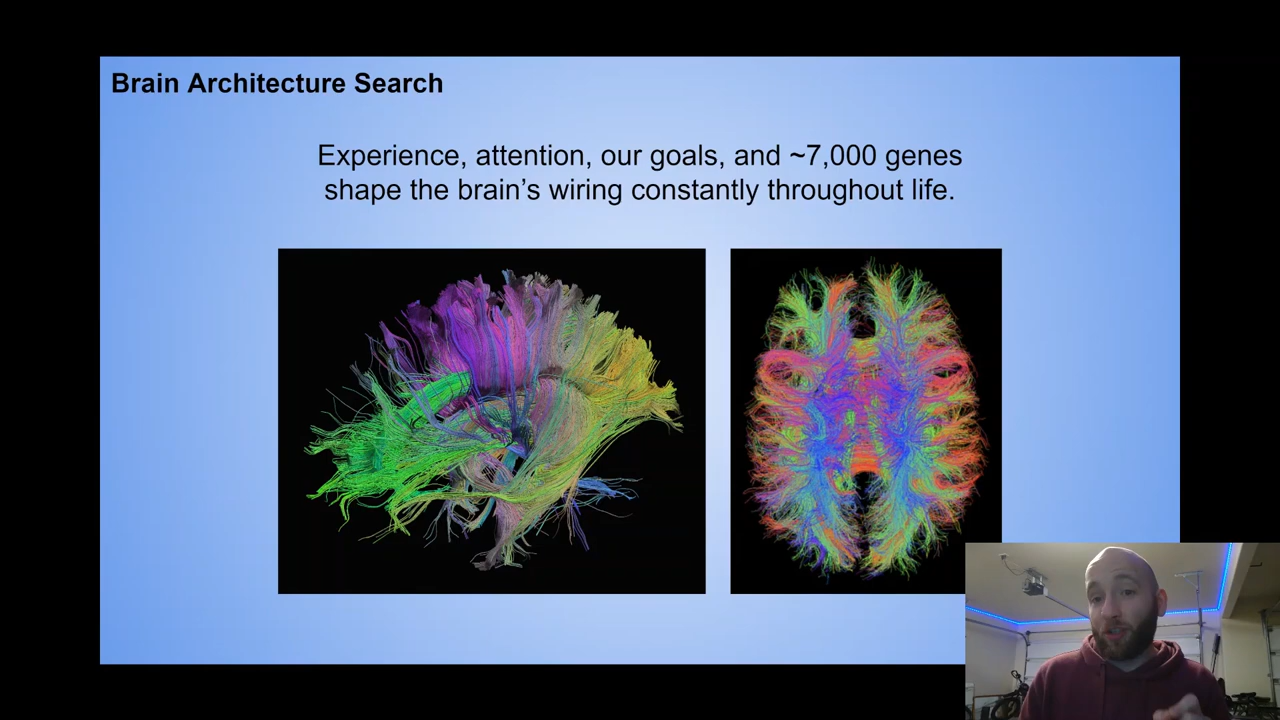 Brain Architecture Search
Experience, attention, our goals, and ~7,000 genes
shape the brain’s wiring constantly throughout life.